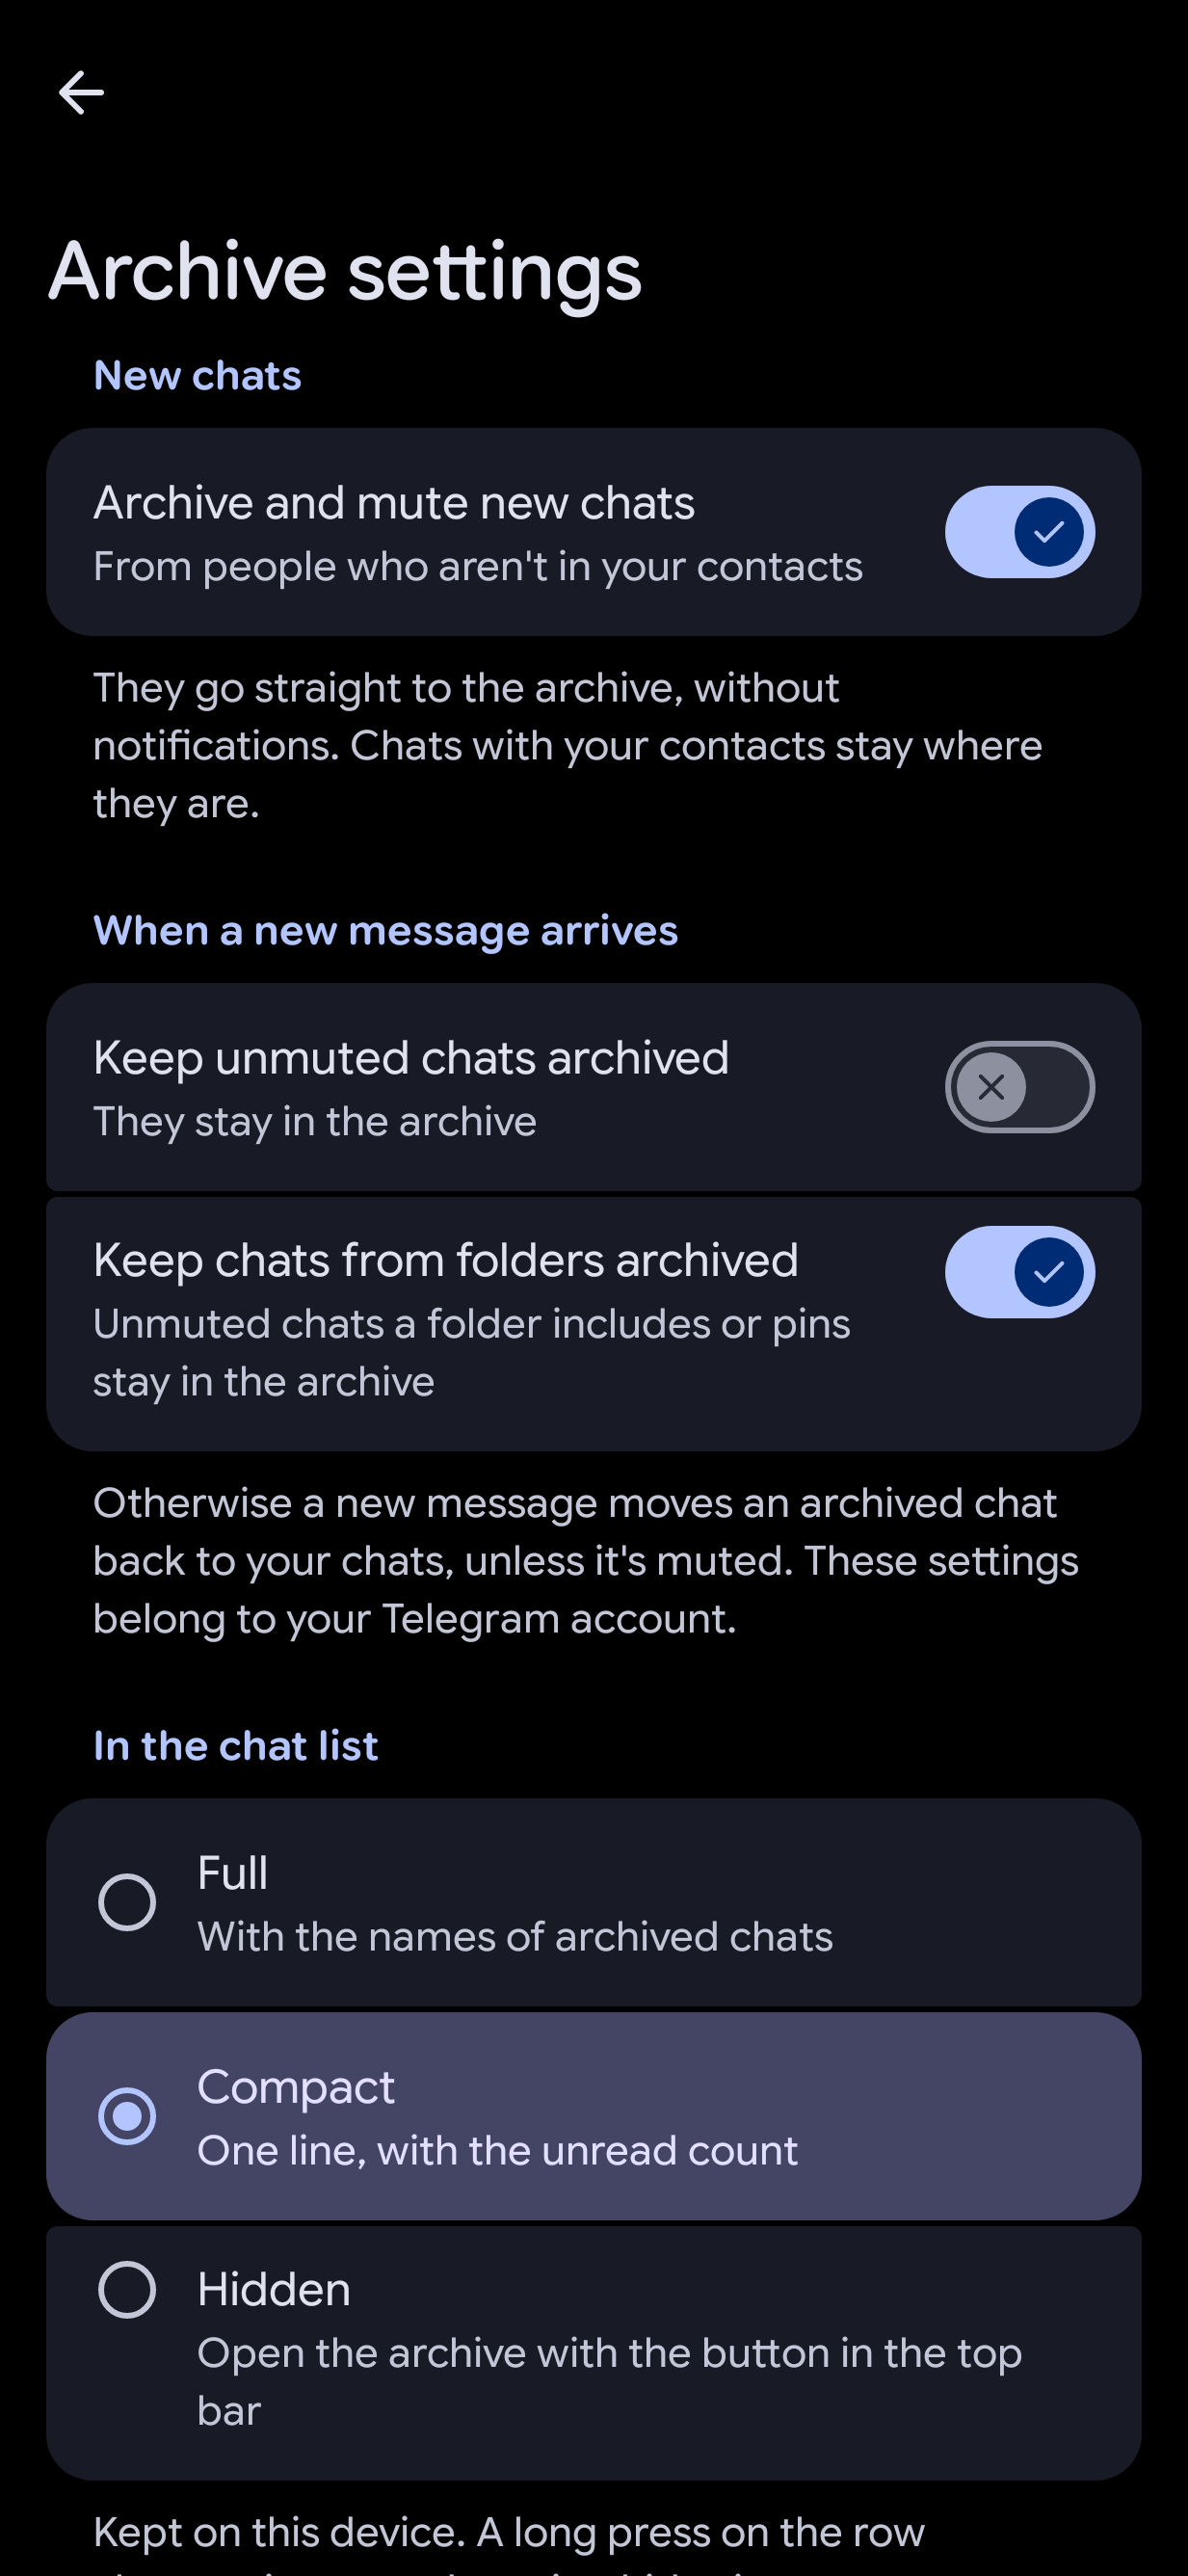 Archive settings
New chats
Archive and mute new chats
From people who aren't in your contacts
They go straight to the archive, without
notifications. Chats with your contacts stay where
they are.
When a new message arrives
Keep unmuted chats archived
They stay in the archive
Keep chats from folders archived
Unmuted chats a folder includes or pins
stay in the archive
Otherwise a new message moves an archived chat
back to your chats, unless it's muted. These settings
belong to your Telegram account.
In the chat list
Full
With the names of archived chats
Compact
One line, with the unread count
Hidden
Open the archive with the button in the top
bar
Kept on this device. A long press on the row